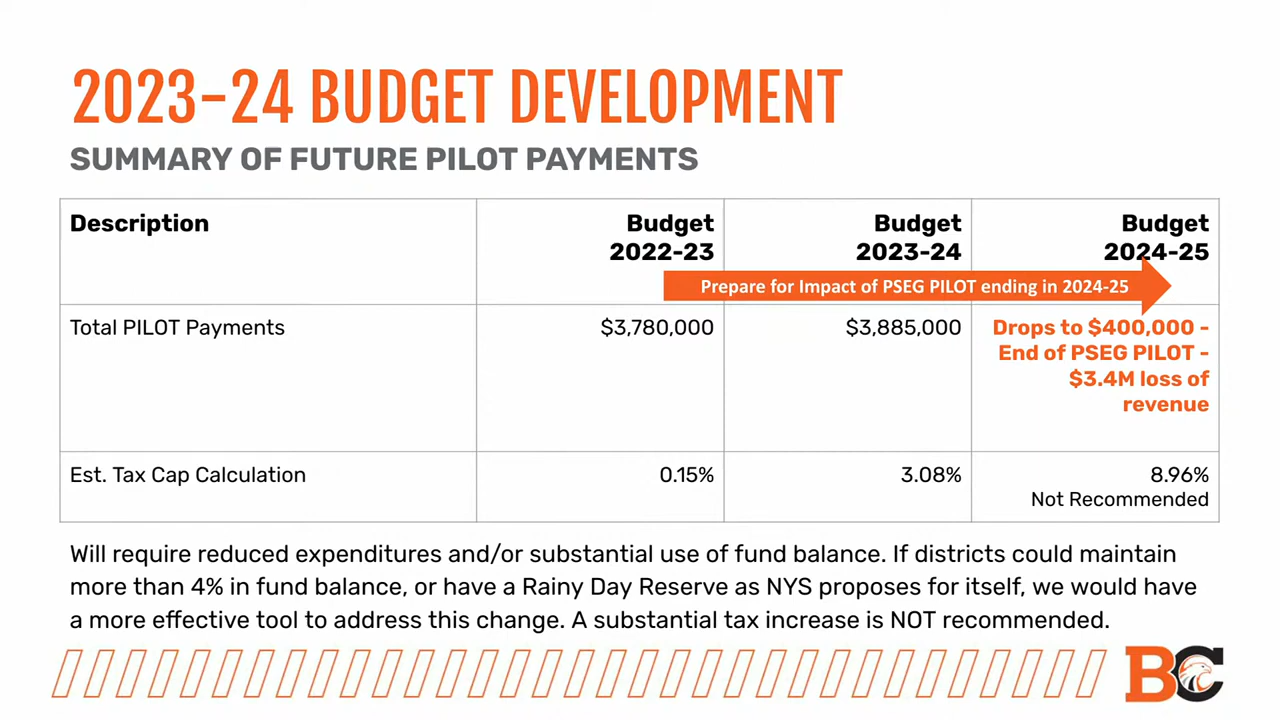 2023-24 BUDGET DEVELOPMENT
SUMMARY OF FUTURE PILOT PAYMENTS
Description
Budget
2022-23
Budget
2023-24
Budget
2024-25
Prepare for Impact of PSEG PILOT ending in 2024-25
Total PILOT Payments
$3,780,000
$3,885,000
Drops to $400,000 -
End of PSEG PILOT -
$3.4M loss of
revenue
Est. Tax Cap Calculation
0.15%
3.08%
8.96%
Not Recommended
Will require reduced expenditures and/or substantial use of fund balance. If districts could maintain
more than 4% in fund balance, or have a Rainy Day Reserve as NYS proposes for itself, we would have
a more effective tool to address this change. A substantial tax increase is NOT recommended.
BC